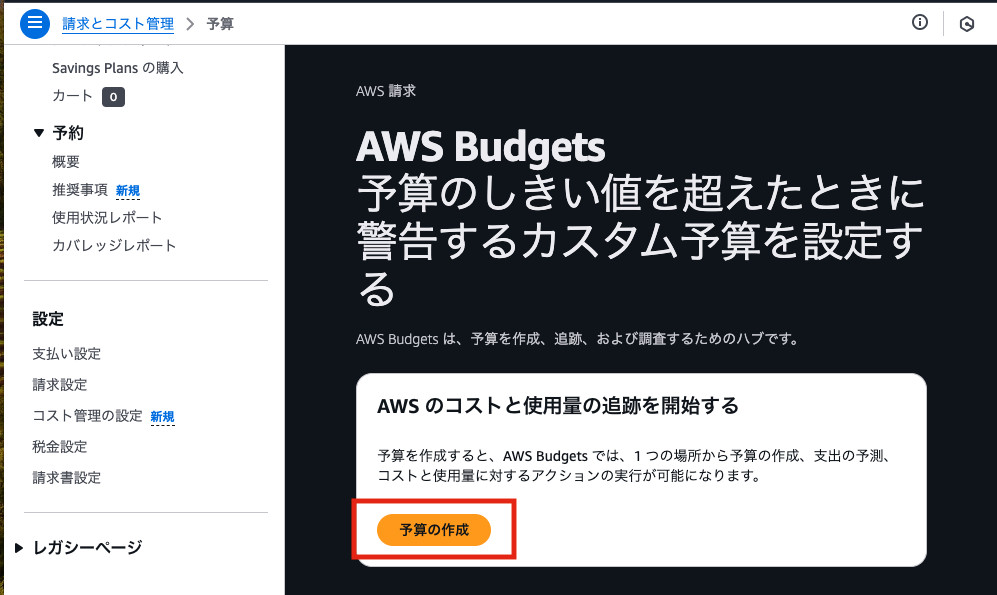 請求とコスト管理 > 予算
Savings Plans の購入
カート 0
▼ 予約
概要
推奨事項 新規
使用状況レポート
カバレッジレポート
設定
支払い設定
請求設定
コスト管理の設定 新規
税金設定
請求書設定
▶ レガシーページ
AWS 請求
AWS Budgets
予算のしきい値を超えたときに
警告するカスタム予算を設定す
る
AWS Budgets は、予算を作成、追跡、および調査するためのハブです。
AWS のコストと使用量の追跡を開始する
予算を作成すると、AWS Budgets では、1 つの場所から予算の作成、支出の予測、
コストと使用量に対するアクションの実行が可能になります。
予算の作成